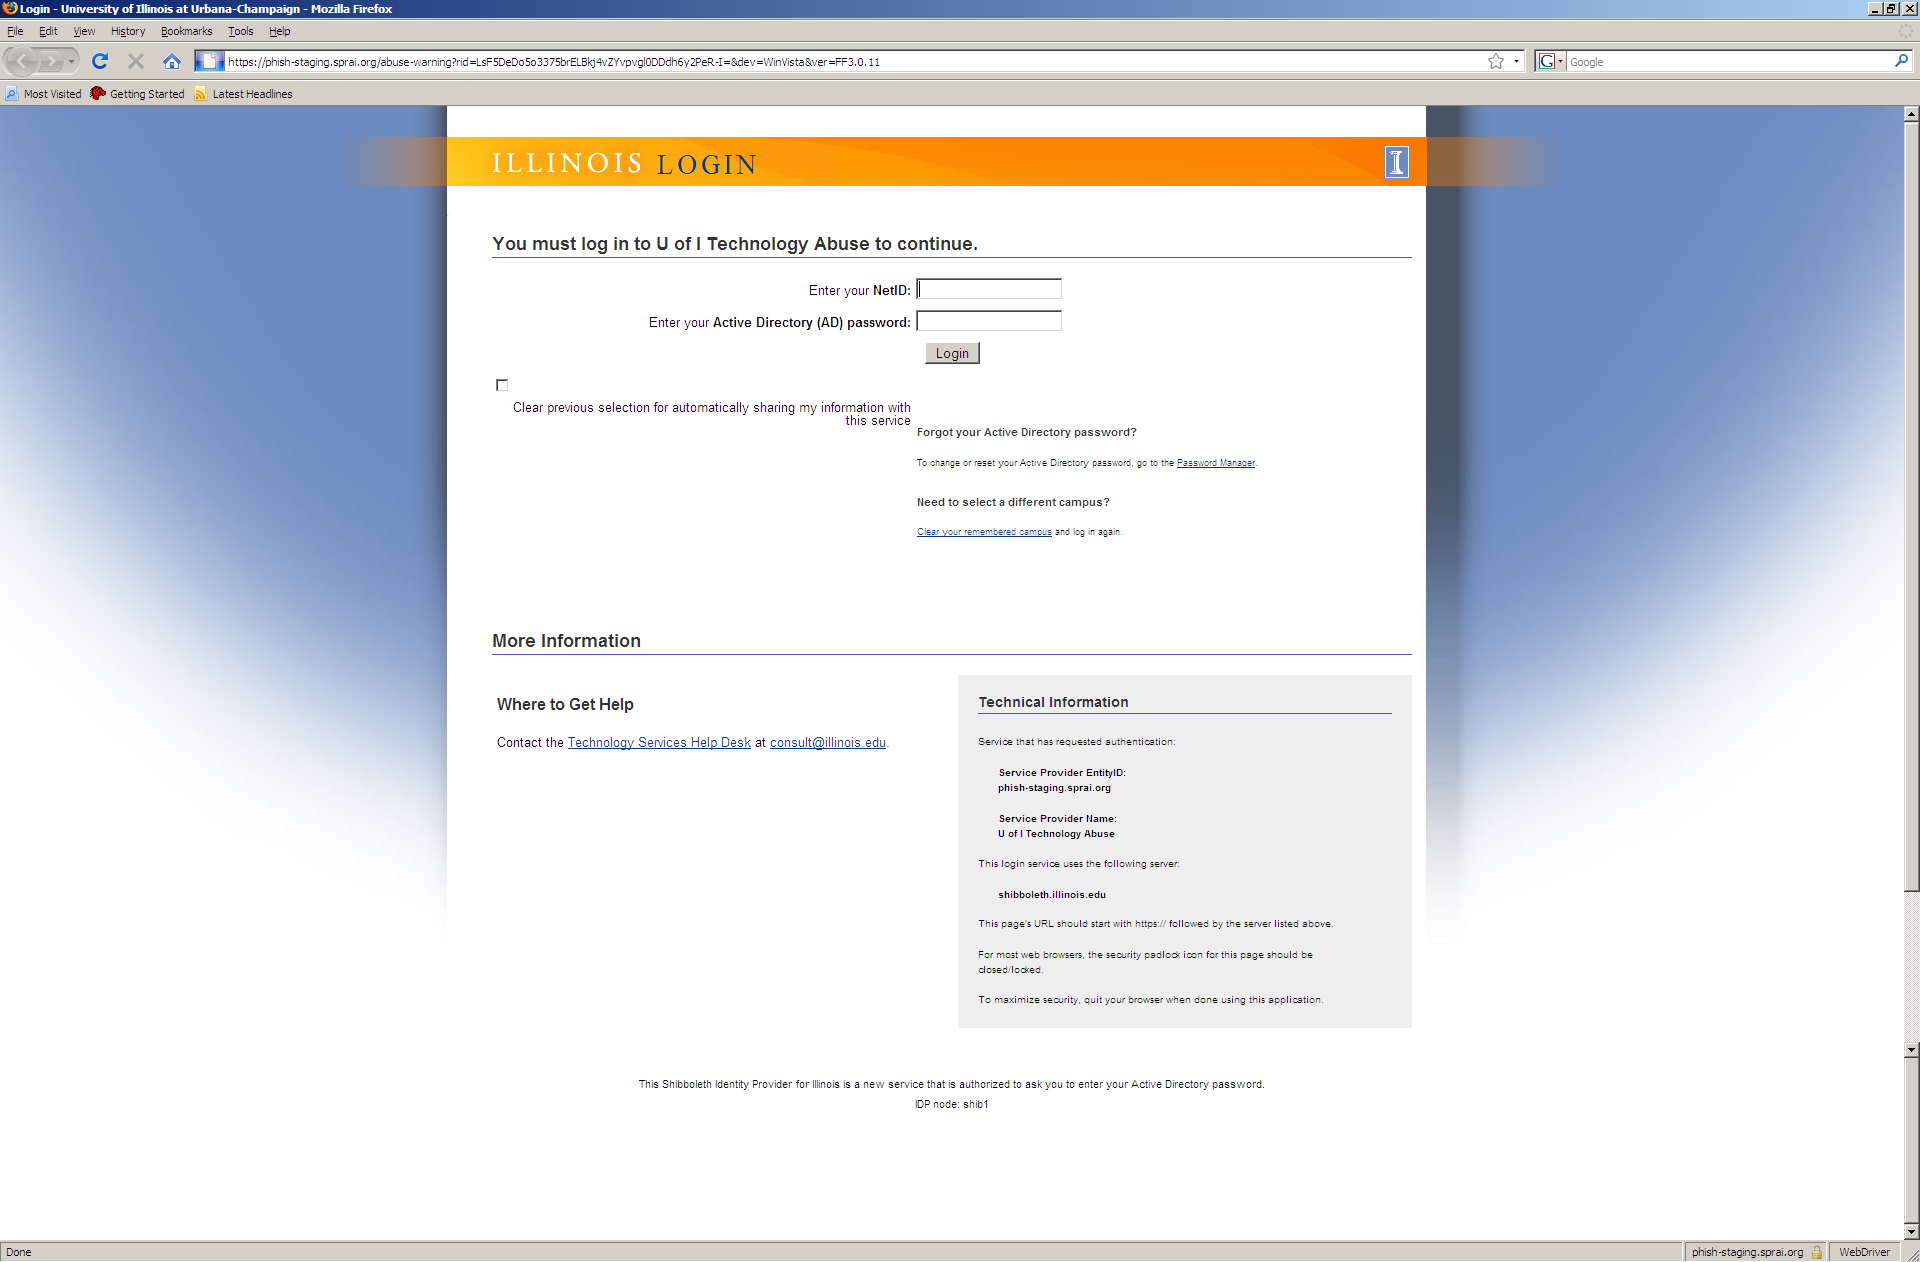 Login - University of Illinois at Urbana-Champaign - Mozilla Firefox
File Edit View History Bookmarks Tools Help
https://phish-staging.sprai.org/abuse-warning?rid=LsF5DeDo5o3375brELBkj4vZYvpvgl0DDdh6y2PeR-I=&dev=WinVista&ver=FF3.0.11
G Google
Most Visited Getting Started Latest Headlines
ILLINOIS LOGIN I
You must log in to U of I Technology Abuse to continue.
Enter your NetID:
Enter your Active Directory (AD) password:
Login
Clear previous selection for automatically sharing my information with
this service
Forgot your Active Directory password?
To change or reset your Active Directory password, go to the Password Manager.
Need to select a different campus?
Clear your remembered campus and log in again.
More Information
Where to Get Help
Contact the Technology Services Help Desk at consult@illinois.edu.
Technical Information
Service that has requested authentication:
Service Provider EntityID:
phish-staging.sprai.org
Service Provider Name:
U of I Technology Abuse
This login service uses the following server:
shibboleth.illinois.edu
This page's URL should start with https:// followed by the server listed above.
For most web browsers, the security padlock icon for this page should be
closed/locked.
To maximize security, quit your browser when done using this application.
This Shibboleth Identity Provider for Illinois is a new service that is authorized to ask you to enter your Active Directory password.
IDP node: shib1
Done
phish-staging.sprai.org
WebDriver